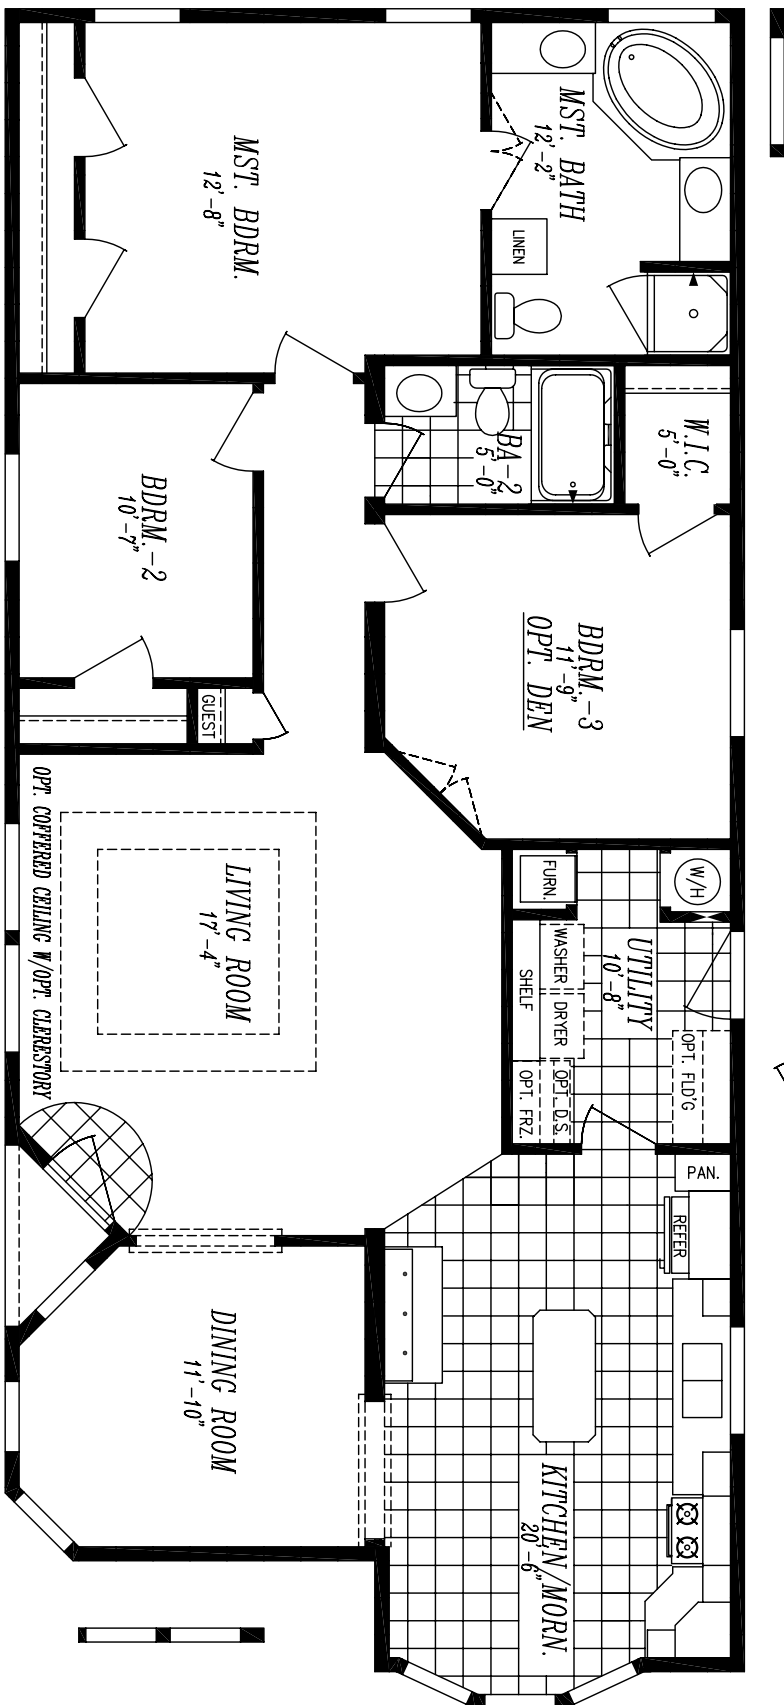 MST. BATH
12'-2"
LINEN
MST. BDRM.
12'-8"
W.I.C.
5'-0"
BA-2
5'-0"
BDRM.-2
10'-7"
BDRM.-3
11'-9"
OPT. DEN
GUEST
OPT. COFFERED CEILING W/OPT. CLERESTORY
LIVING ROOM
17'-4"
FURN.
W/H
UTILITY
10'-8"
WASHER
DRYER
SHELF
OPT. D.S.
OPT. FRZ.
OPT. FLD'G
PAN.
REFER
DINING ROOM
11'-10"
KITCHEN/MORN.
20'-6"